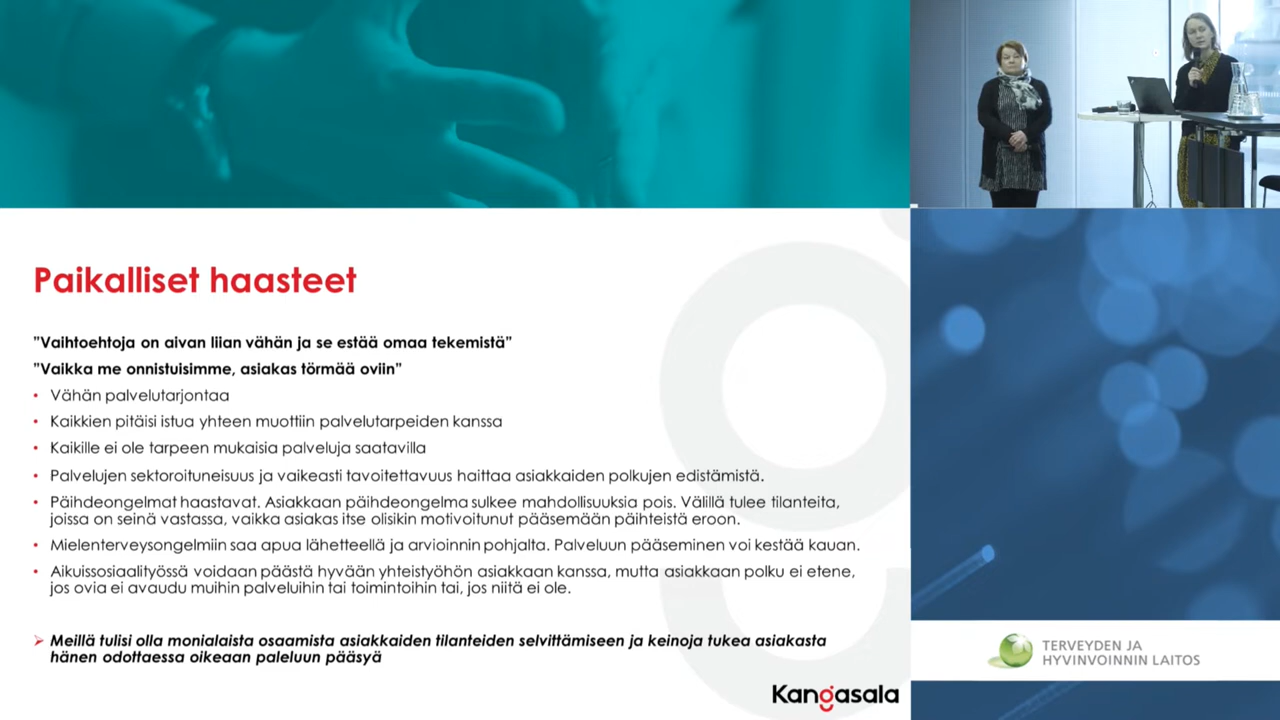 Paikalliset haasteet
"Vaihtoehtoja on aivan liian vähän ja se estää omaa tekemistä"
"Vaikka me onnistuisimme, asiakas törmää oviin"
• Vähän palvelutarjontaa
• Kaikkien pitäisi istua yhteen muottiin palvelutarpeiden kanssa
• Kaikille ei ole tarpeen mukaisia palveluja saatavilla
• Palvelujen sektoroituneisuus ja vaikeasti tavoitettavuus haittaa asiakkaiden polkujen edistämistä.
• Päihdeongelmat haastavat. Asiakkaan päihdeongelma sulkee mahdollisuuksia pois. Välillä tulee tilanteita,
joissa on seinä vastassa, vaikka asiakas itse olisikin motivoitunut pääsemään päihteistä eroon.
• Mielenterveysongelmiin saa apua lähetteellä ja arvioinnin pohjalta. Palveluun pääseminen voi kestää kauan.
• Aikuissosiaalityössä voidaan päästä hyvään yhteistyöhön asiakkaan kanssa, mutta asiakkaan polku ei etene,
jos ovia ei avaudu muihin palveluihin tai toimintoihin tai, jos niitä ei ole.
➢ Meillä tulisi olla monialaista osaamista asiakkaiden tilanteiden selvittämiseen ja keinoja tukea asiakasta
hänen odottaessa oikeaan paleluun pääsyä
Kangasala
TERVEYDEN JA
HYVINVOINNIN LAITOS